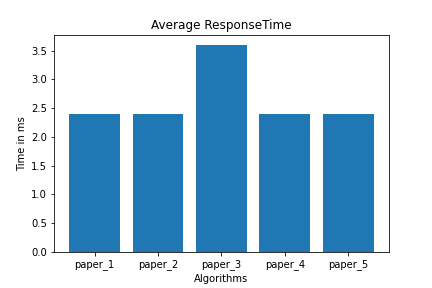 Average ResponseTime
3.5
3.0
2.5
2.0
1.5
1.0
0.5
0.0
Time in ms
paper_1 paper_2 paper_3 paper_4 paper_5
Algorithms